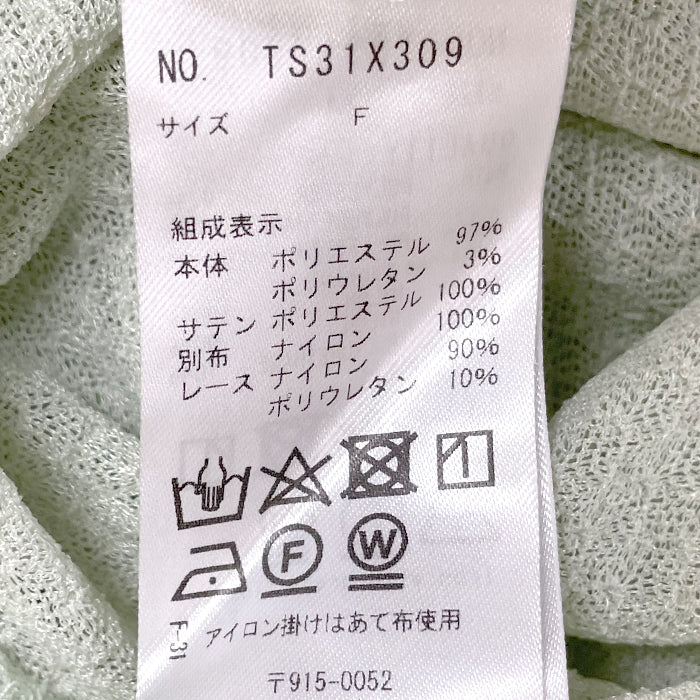 NO. TS31X309
サイズ F
組成表示
本体 ポリエステル 97%
ポリウレタン 3%
サテン ポリエステル 100%
別布 ナイロン 100%
レース ナイロン 90%
ポリウレタン 10%
F W
F-31 アイロン掛けはあて布使用
〒915-0052